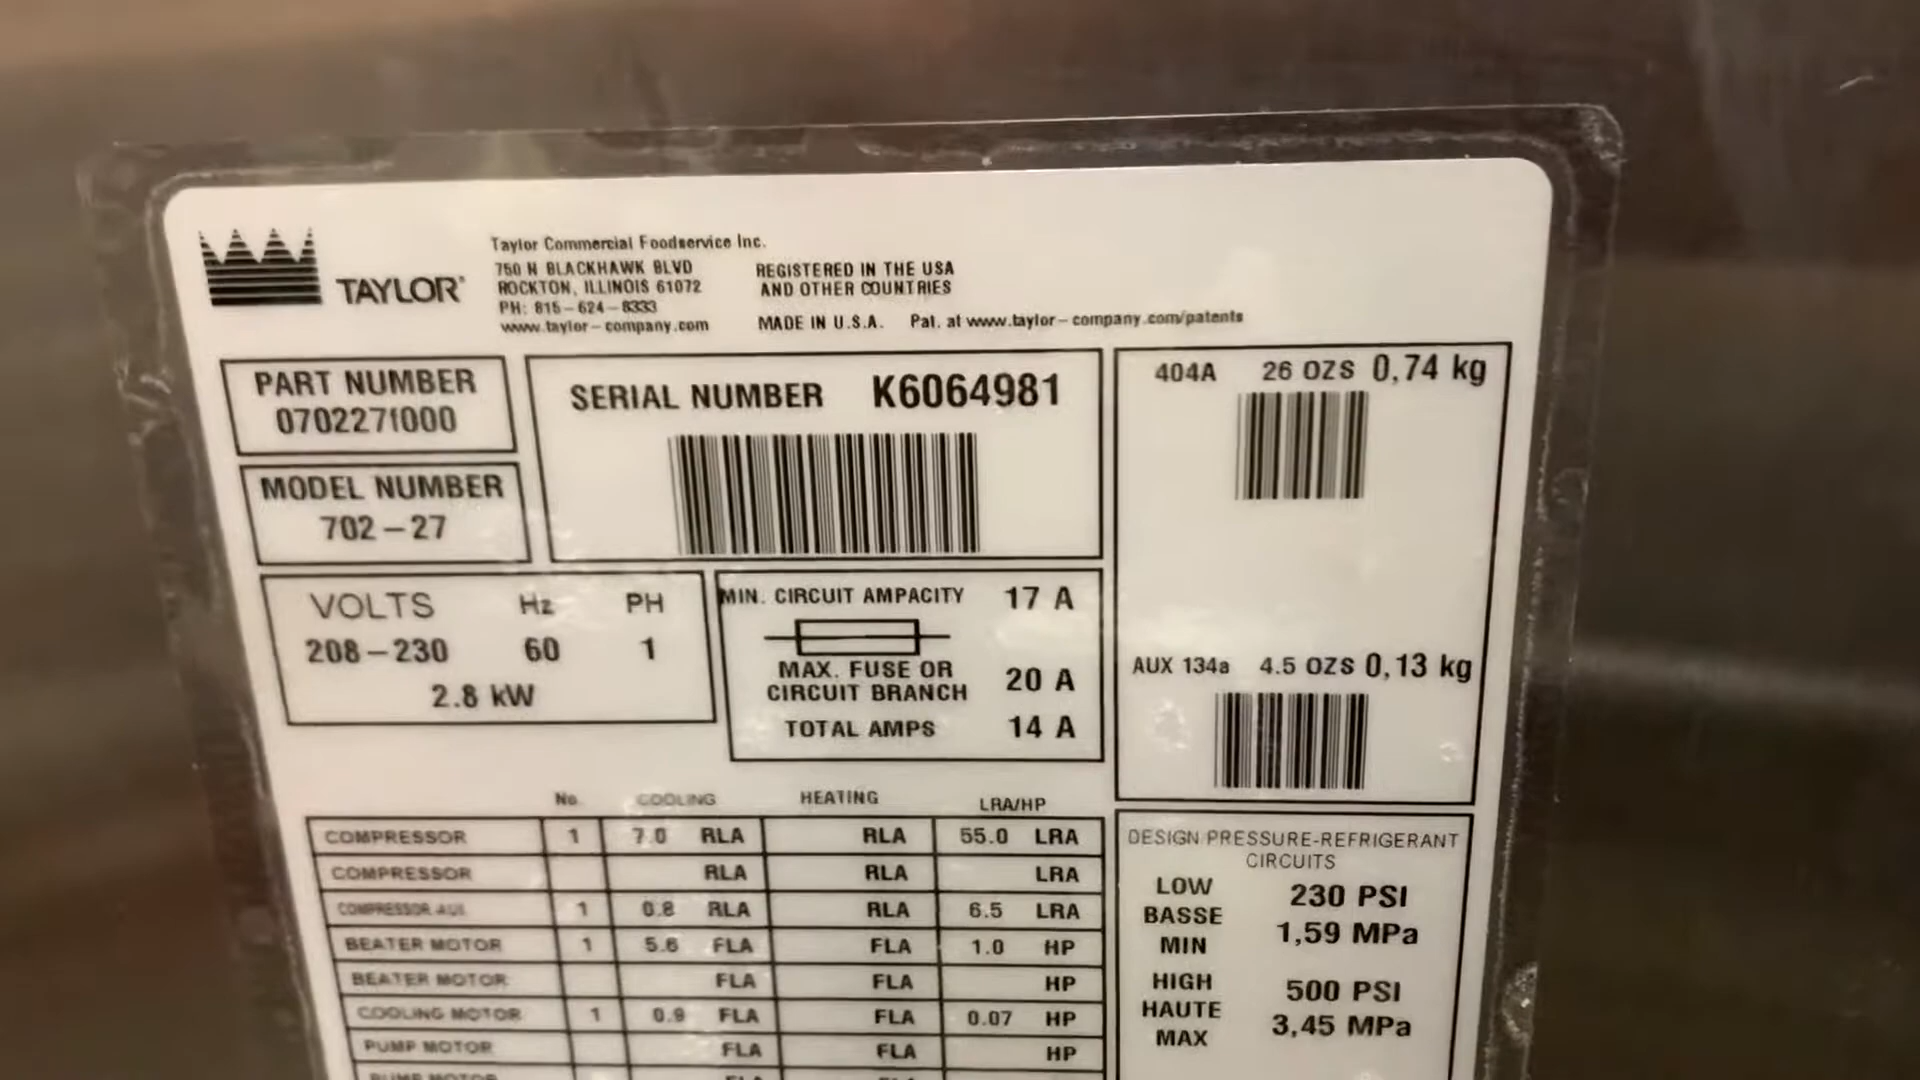 TAYLOR®
Taylor Commercial Foodservice Inc.
750 N BLACKHAWK BLVD
ROCKTON, ILLINOIS 61072
PH: 815-624-8333
www.taylor-company.com
REGISTERED IN THE USA
AND OTHER COUNTRIES
MADE IN U.S.A. Pat. at www.taylor-company.com/patents
PART NUMBER
070227f000
MODEL NUMBER
702-27
SERIAL NUMBER K6064981
404A 26 OZS 0,74 kg
AUX 134a 4.5 OZS 0,13 kg
VOLTS Hz PH
208-230 60 1
2.8 kW
MIN. CIRCUIT AMPACITY 17 A
MAX. FUSE OR
CIRCUIT BRANCH 20 A
TOTAL AMPS 14 A
No. COOLING HEATING LRA/HP
COMPRESSOR 1 7.0 RLA RLA 55.0 LRA
COMPRESSOR RLA RLA LRA
COMPRESSOR AUX 1 0.8 RLA RLA 6.5 LRA
BEATER MOTOR 1 5.6 FLA FLA 1.0 HP
BEATER MOTOR FLA FLA HP
COOLING MOTOR 1 0.9 FLA FLA 0.07 HP
PUMP MOTOR FLA FLA HP
PUMP MOTOR FLA FLA HP
DESIGN PRESSURE-REFRIGERANT
CIRCUITS
LOW
BASSE
MIN
230 PSI
1,59 MPa
HIGH
HAUTE
MAX
500 PSI
3,45 MPa